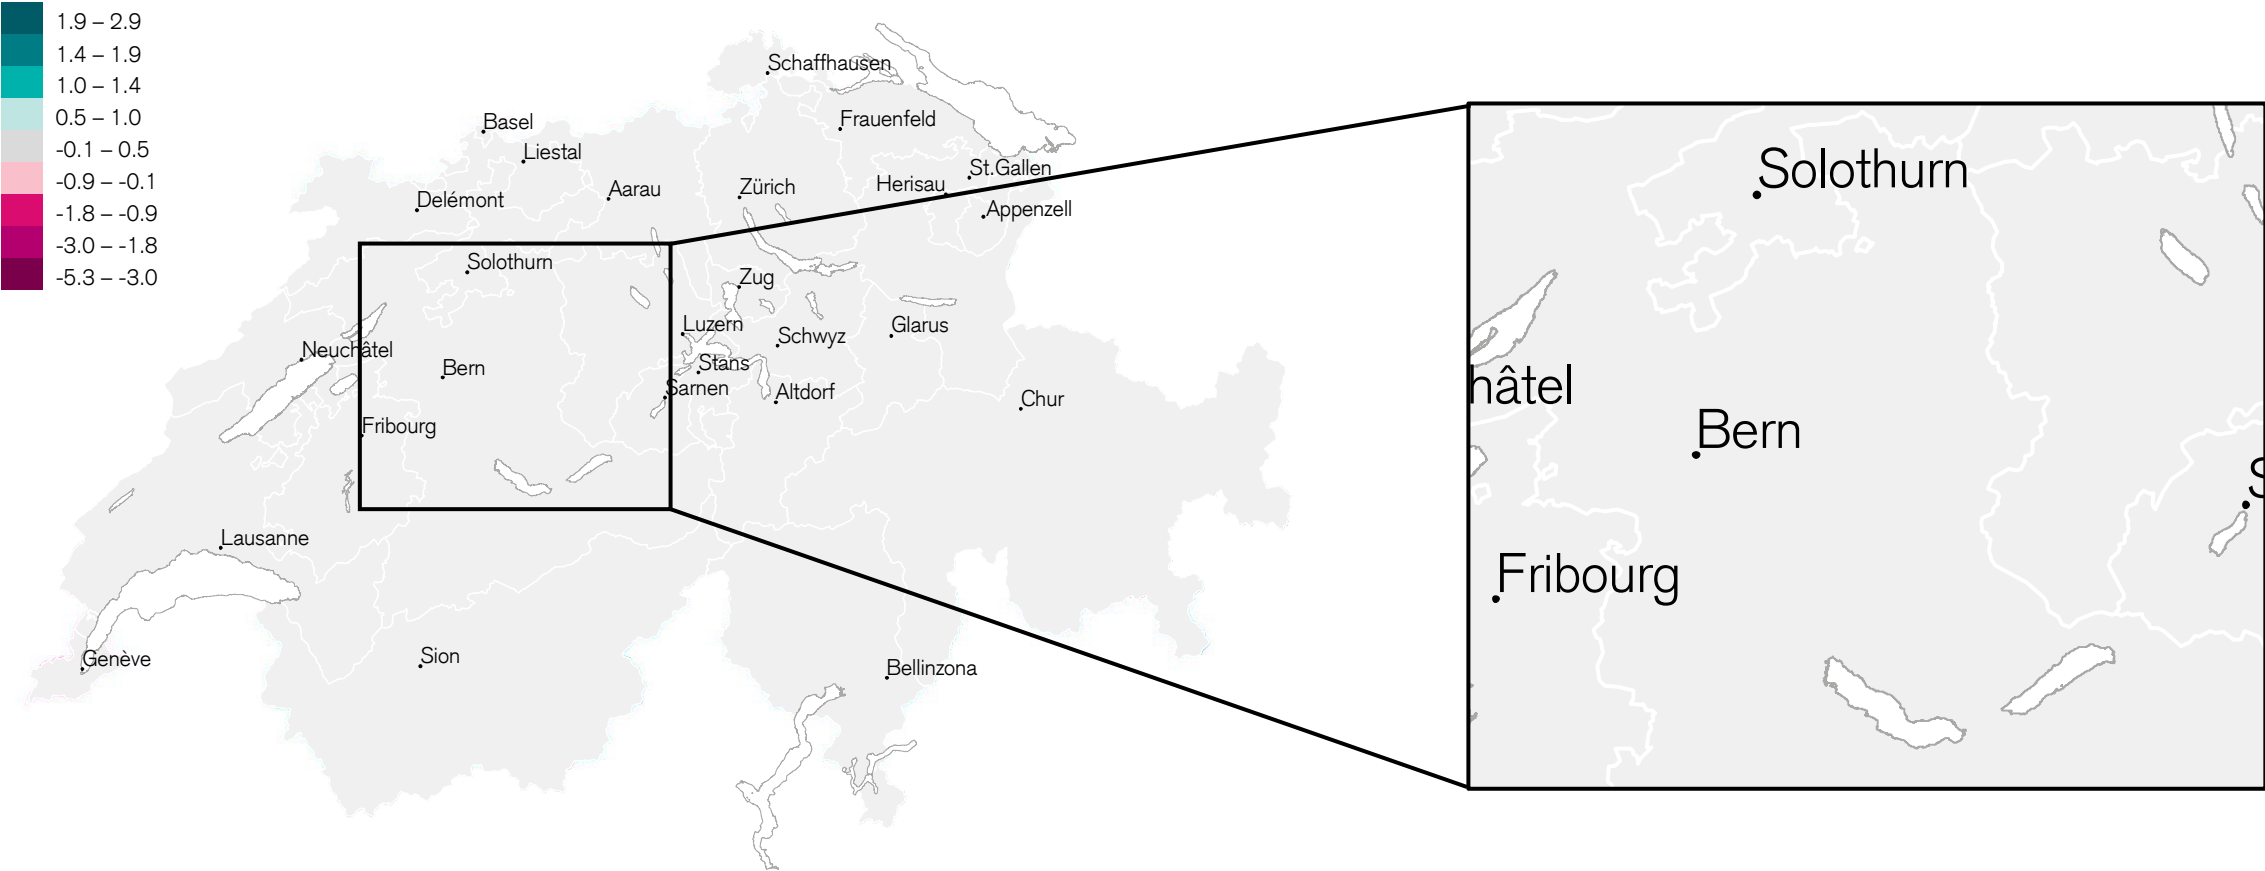 1.9 – 2.9
1.4 – 1.9
1.0 – 1.4
0.5 – 1.0
-0.1 – 0.5
-0.9 – -0.1
-1.8 – -0.9
-3.0 – -1.8
-5.3 – -3.0
Schaffhausen
Basel
Frauenfeld
Liestal
St.Gallen
Delémont
Aarau
Zürich
Herisau
Appenzell
Solothurn
Zug
Luzern
Schwyz
Glarus
Neuchâtel
Bern
Stans
Sarnen
Altdorf
Chur
Fribourg
Lausanne
Genève
Sion
Bellinzona
Solothurn
hâtel
Bern
S
Fribourg